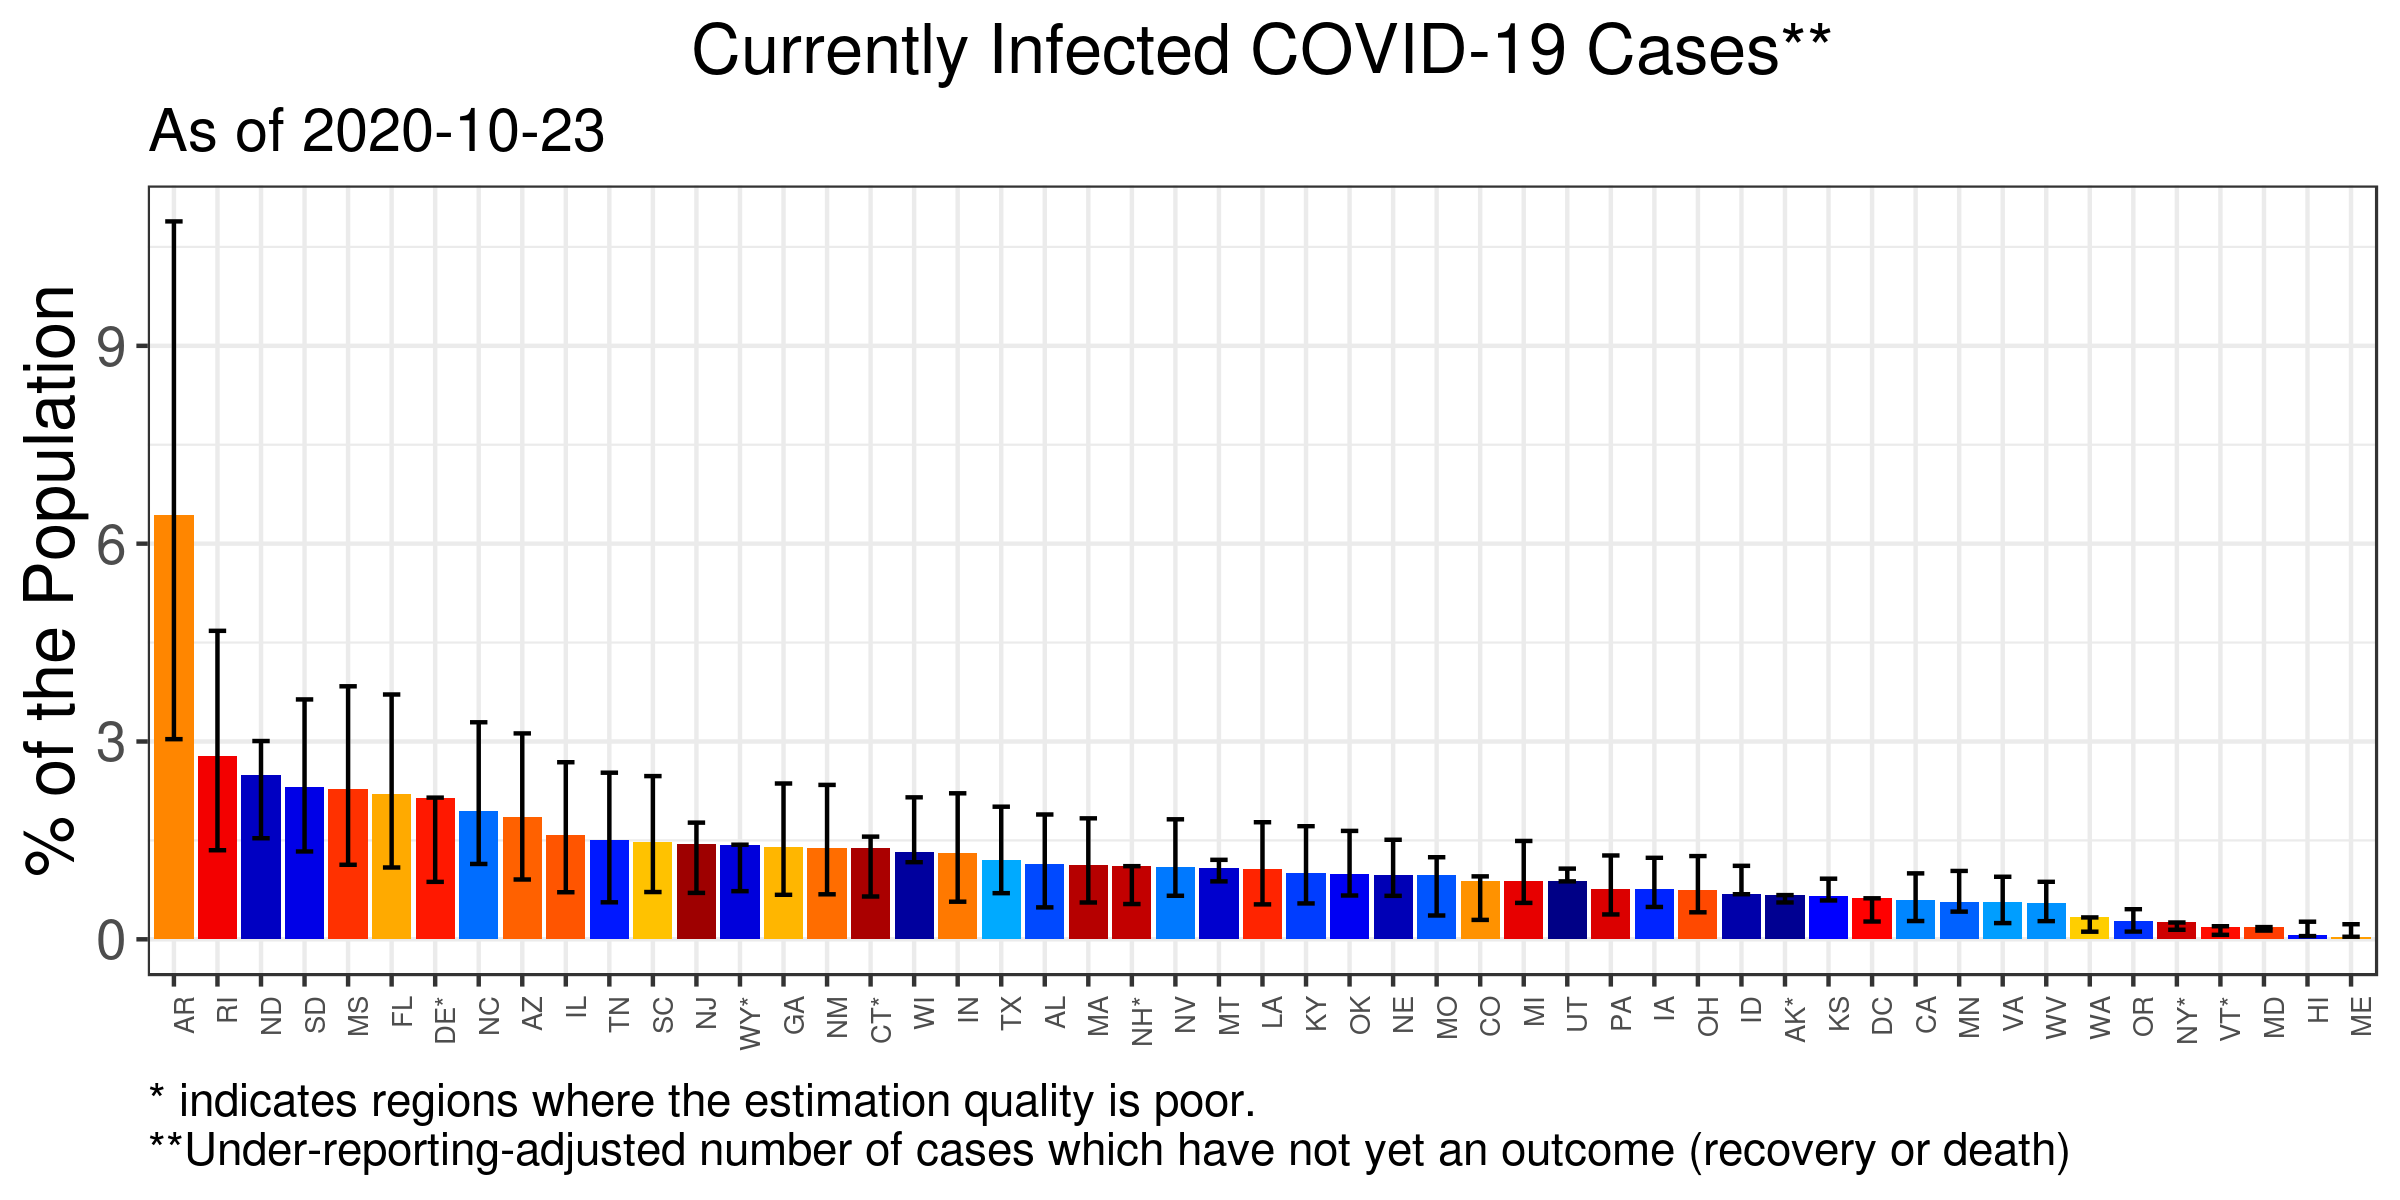 Currently Infected COVID-19 Cases**
As of 2020-10-23
% of the Population
9
6
3
0
AR RI ND SD MS FL DE* NC AZ IL TN SC NJ WY* GA NM CT* WI IN TX AL MA NH* NV MT LA KY OK NE MO CO MI UT PA IA OH ID AK* KS DC CA MN VA WV WA OR NY* VT* MD HI ME
* indicates regions where the estimation quality is poor.
**Under-reporting-adjusted number of cases which have not yet an outcome (recovery or death)